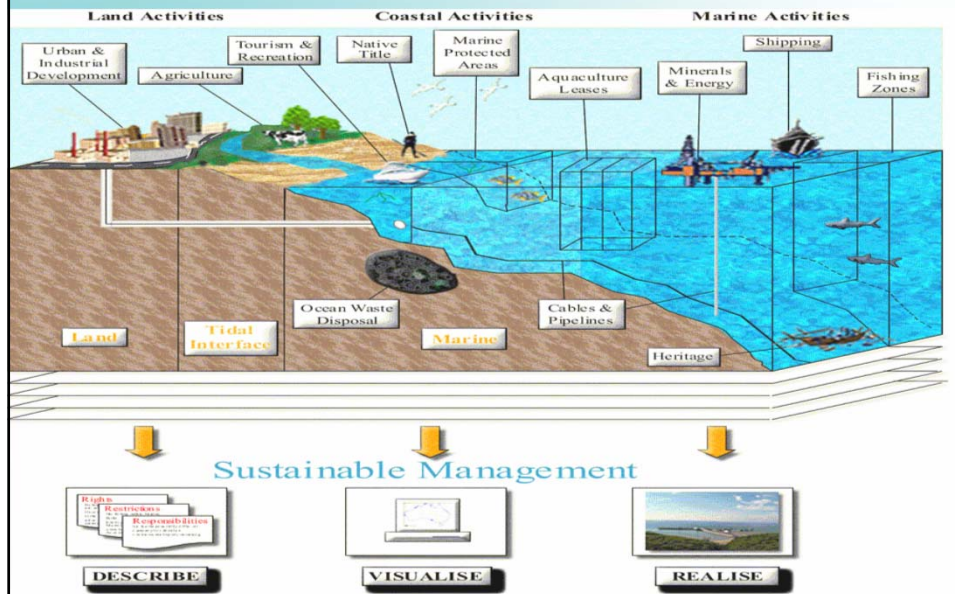 Land Activities
Coastal Activities
Marine Activities
Urban &
Industrial
Development
Agriculture
Tourism &
Recreation
Native
Title
Marine
Protected
Areas
Aquaculture
Leases
Minerals
& Energy
Shipping
Fishing
Zones
Ocean Waste
Disposal
Cables &
Pipelines
Heritage
Land
Tidal
Interface
Marine
Sustainable Management
Rights
Restrictions
Responsibilities
DESCRIBE
VISUALISE
REALISE